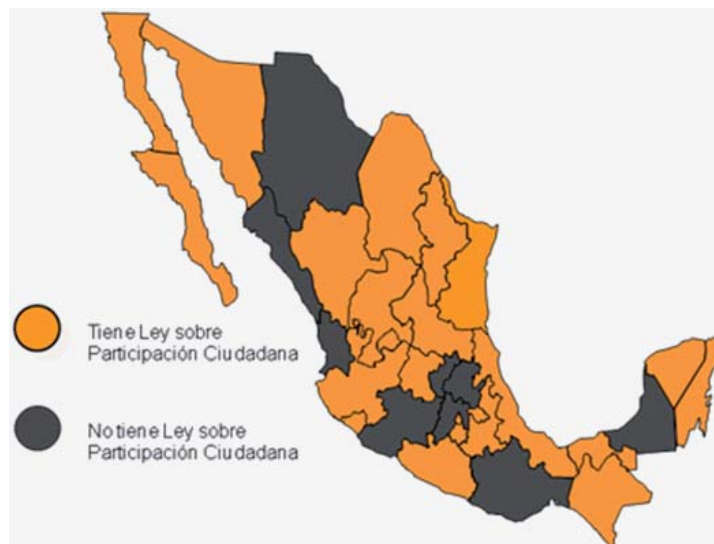 Tiene Ley sobre
Participación Ciudadana
No tiene Ley sobre
Participación Ciudadana